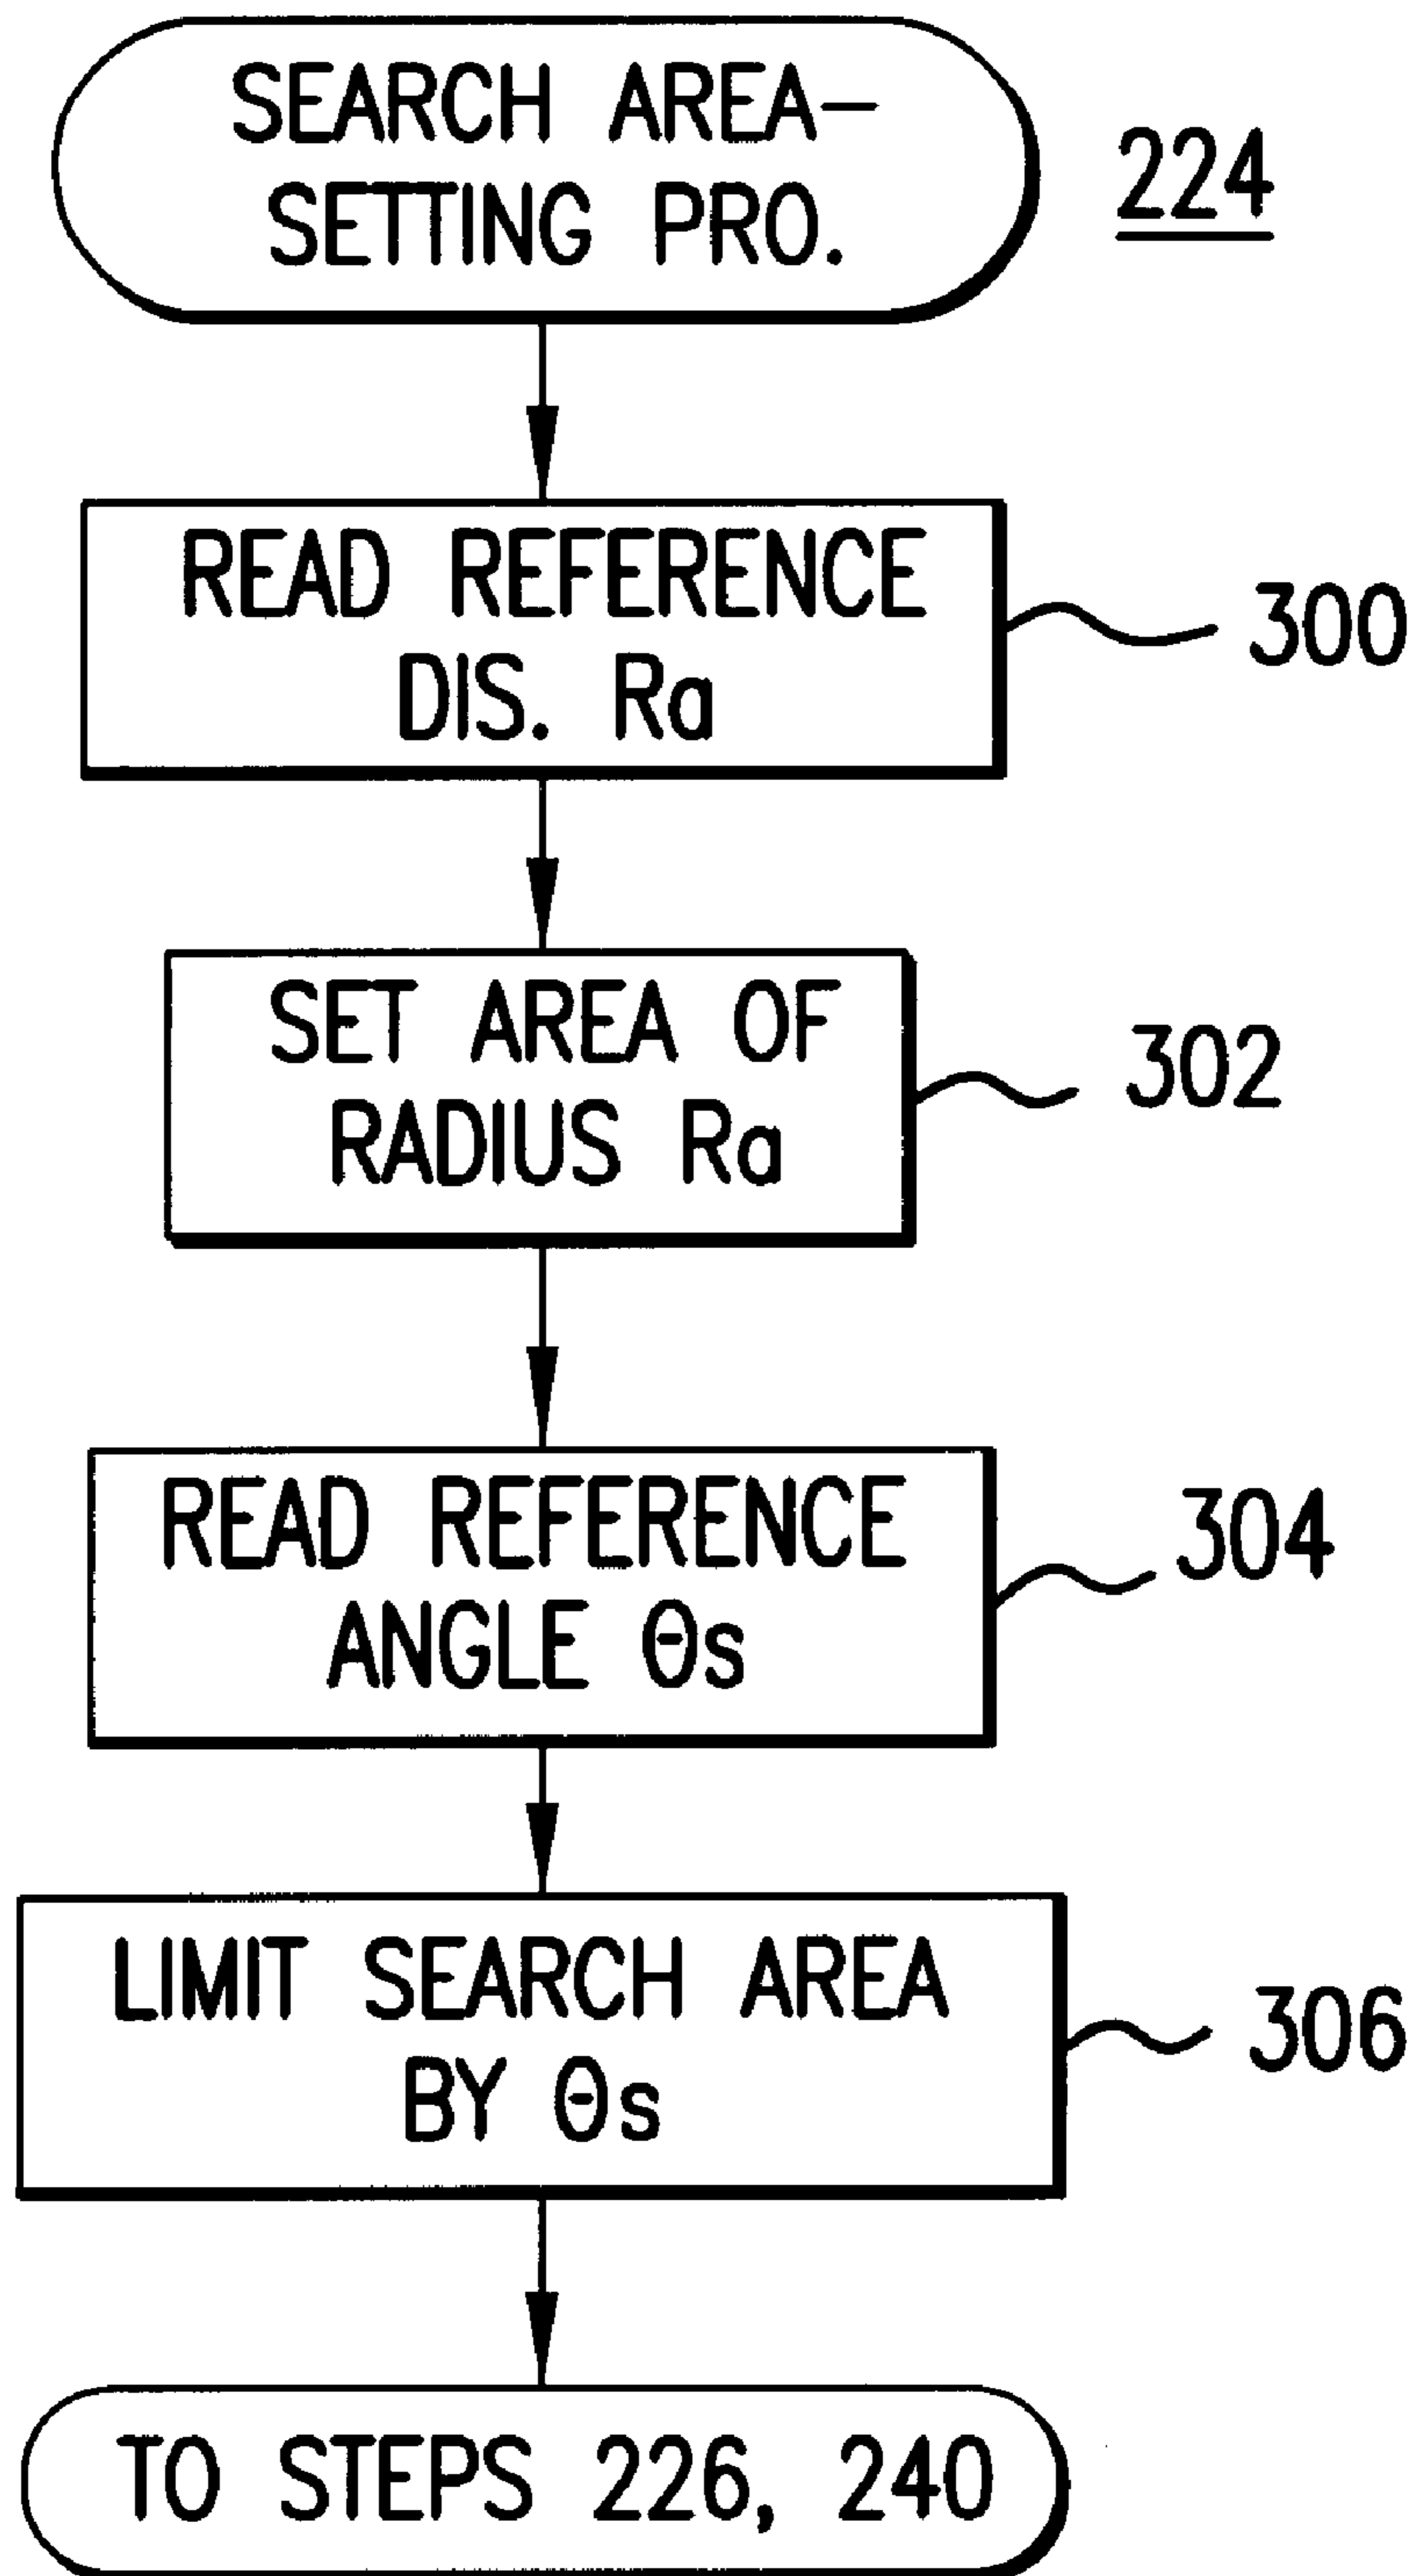 SEARCH AREA-
SETTING PRO.
224
READ REFERENCE
DIS. Ra
300
SET AREA OF
RADIUS Ra
302
READ REFERENCE
ANGLE Θs
304
LIMIT SEARCH AREA
BY Θs
306
TO STEPS 226, 240